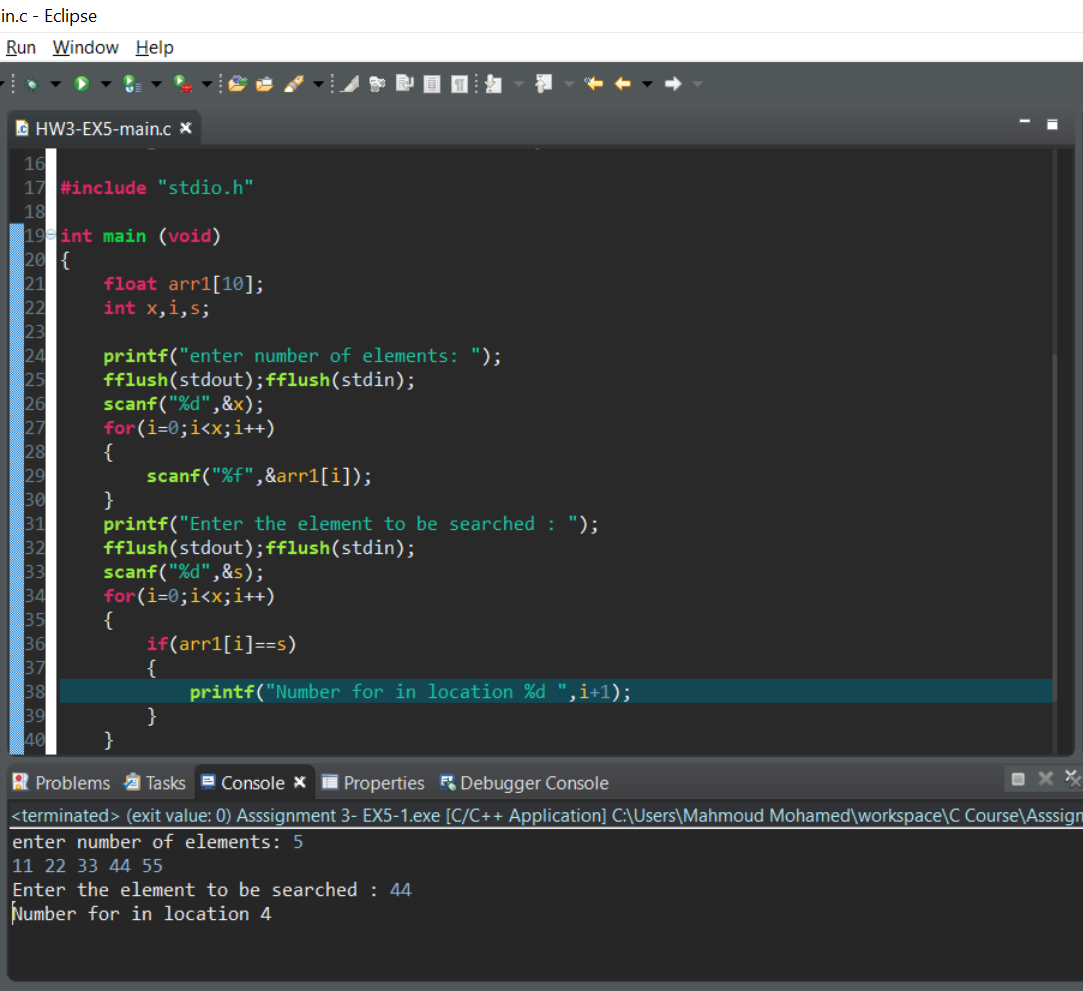 in.c - Eclipse
Run Window Help
HW3-EX5-main.c
16
17 #include "stdio.h"
18
19 int main (void)
20 {
21     float arr1[10];
22     int x,i,s;
23
24     printf("enter number of elements: ");
25     fflush(stdout);fflush(stdin);
26     scanf("%d",&x);
27     for(i=0;i<x;i++)
28     {
29         scanf("%f",&arr1[i]);
30     }
31     printf("Enter the element to be searched : ");
32     fflush(stdout);fflush(stdin);
33     scanf("%d",&s);
34     for(i=0;i<x;i++)
35     {
36         if(arr1[i]==s)
37         {
38             printf("Number for in location %d ",i+1);
39         }
40     }
Problems Tasks Console Properties Debugger Console
<terminated> (exit value: 0) Asssignment 3- EX5-1.exe [C/C++ Application] C:\Users\Mahmoud Mohamed\workspace\C Course\Asssign
enter number of elements: 5
11 22 33 44 55
Enter the element to be searched : 44
Number for in location 4